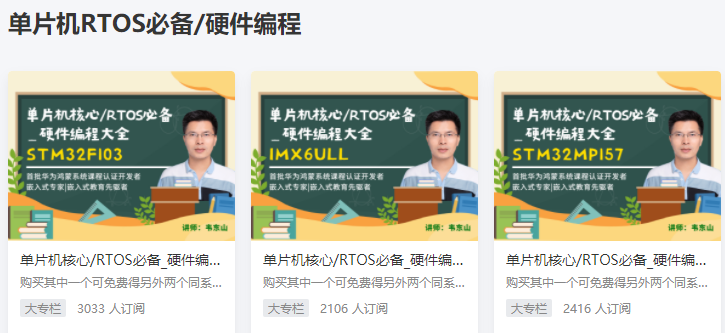 单片机RTOS必备/硬件编程
单片机核心/RTOS必备
_硬件编程大全
STM32F103
首批华为鸿蒙系统课程认证开发者
嵌入式专家|嵌入式教育先驱者
讲师：韦东山
单片机核心/RTOS必备_硬件编...
购买其中一个可免费得另外两个同系...
大专栏 3033 人订阅
单片机核心/RTOS必备
_硬件编程大全
IMX6ULL
首批华为鸿蒙系统课程认证开发者
嵌入式专家|嵌入式教育先驱者
讲师：韦东山
单片机核心/RTOS必备_硬件编...
购买其中一个可免费得另外两个同系...
大专栏 2106 人订阅
单片机核心/RTOS必备
_硬件编程大全
STM32MP157
首批华为鸿蒙系统课程认证开发者
嵌入式专家|嵌入式教育先驱者
讲师：韦东山
单片机核心/RTOS必备_硬件编...
购买其中一个可免费得另外两个同系...
大专栏 2416 人订阅